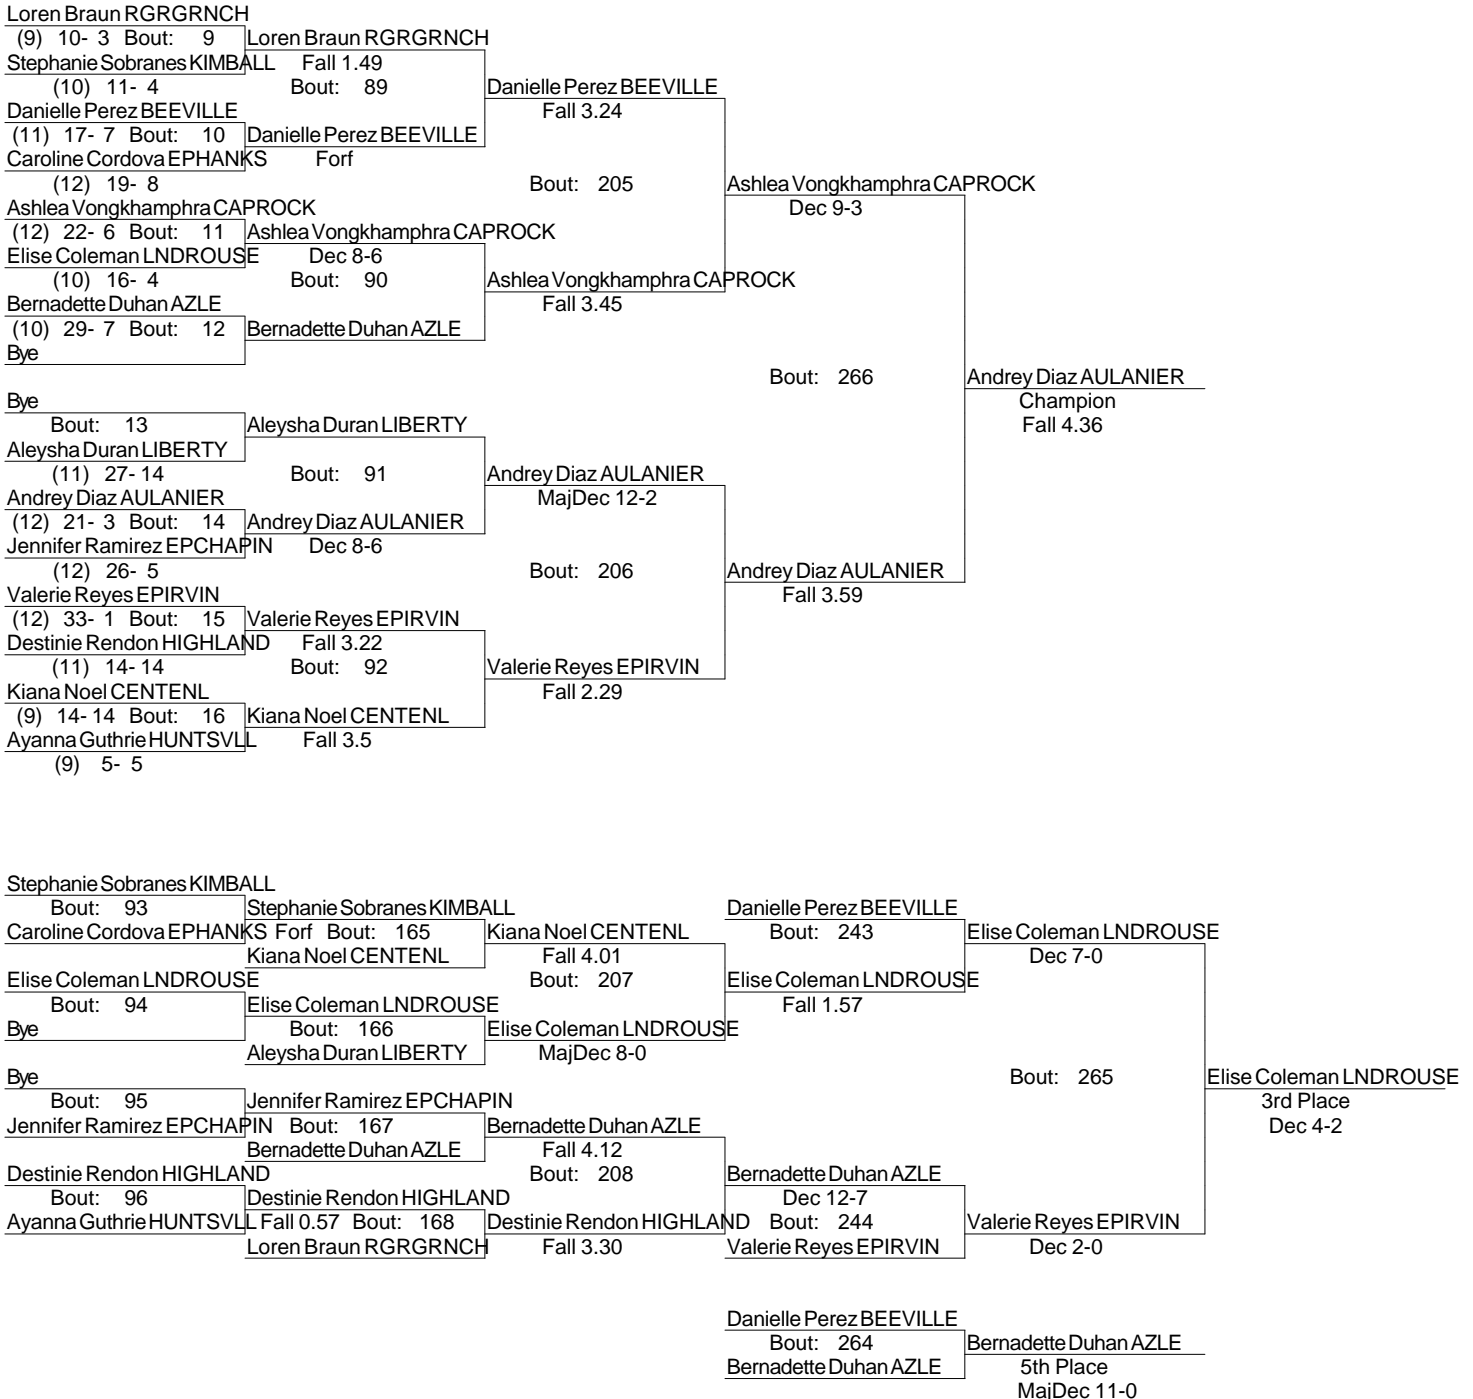 Loren Braun RGRGRNCH
(9) 10- 3 Bout: 9 Loren Braun RGRGRNCH
Stephanie Sobranes KIMBALL Fall 1.49
(10) 11- 4 Bout: 89 Danielle Perez BEEVILLE
Danielle Perez BEEVILLE Fall 3.24
(11) 17- 7 Bout: 10 Danielle Perez BEEVILLE
Caroline Cordova EPHANKS Forf
(12) 19- 8 Bout: 205 Ashlea Vongkhamphra CAPROCK
Ashlea Vongkhamphra CAPROCK Dec 9-3
(12) 22- 6 Bout: 11 Ashlea Vongkhamphra CAPROCK
Elise Coleman LNDROUSE Dec 8-6
(10) 16- 4 Bout: 90 Ashlea Vongkhamphra CAPROCK
Bernadette Duhan AZLE Fall 3.45
(10) 29- 7 Bout: 12 Bernadette Duhan AZLE
Bye
Bout: 266 Andrey Diaz AULANIER
Bye Champion
Bout: 13 Aleysha Duran LIBERTY Fall 4.36
Aleysha Duran LIBERTY
(11) 27- 14 Bout: 91 Andrey Diaz AULANIER
Andrey Diaz AULANIER MajDec 12-2
(12) 21- 3 Bout: 14 Andrey Diaz AULANIER
Jennifer Ramirez EPCHAPIN Dec 8-6
(12) 26- 5 Bout: 206 Andrey Diaz AULANIER
Valerie Reyes EPIRVIN Fall 3.59
(12) 33- 1 Bout: 15 Valerie Reyes EPIRVIN
Destinie Rendon HIGHLAND Fall 3.22
(11) 14- 14 Bout: 92 Valerie Reyes EPIRVIN
Kiana Noel CENTENL Fall 2.29
(9) 14- 14 Bout: 16 Kiana Noel CENTENL
Ayanna Guthrie HUNTSVLL Fall 3.5
(9) 5- 5
Stephanie Sobranes KIMBALL
Bout: 93 Stephanie Sobranes KIMBALL Danielle Perez BEEVILLE
Caroline Cordova EPHANKS Forf Bout: 165 Kiana Noel CENTENL Bout: 243 Elise Coleman LNDROUSE
Kiana Noel CENTENL Fall 4.01 Dec 7-0
Elise Coleman LNDROUSE Bout: 207 Elise Coleman LNDROUSE
Bout: 94 Elise Coleman LNDROUSE Fall 1.57
Bye Bout: 166 Elise Coleman LNDROUSE
Aleysha Duran LIBERTY MajDec 8-0
Bye Bout: 265 Elise Coleman LNDROUSE
Bout: 95 Jennifer Ramirez EPCHAPIN 3rd Place
Jennifer Ramirez EPCHAPIN Bout: 167 Bernadette Duhan AZLE Dec 4-2
Bernadette Duhan AZLE Fall 4.12
Destinie Rendon HIGHLAND Bout: 208 Bernadette Duhan AZLE
Bout: 96 Destinie Rendon HIGHLAND Dec 12-7
Ayanna Guthrie HUNTSVLL Fall 0.57 Bout: 168 Destinie Rendon HIGHLAND Bout: 244 Valerie Reyes EPIRVIN
Loren Braun RGRGRNCH Fall 3.30 Valerie Reyes EPIRVIN Dec 2-0
Danielle Perez BEEVILLE
Bout: 264 Bernadette Duhan AZLE
Bernadette Duhan AZLE 5th Place
MajDec 11-0